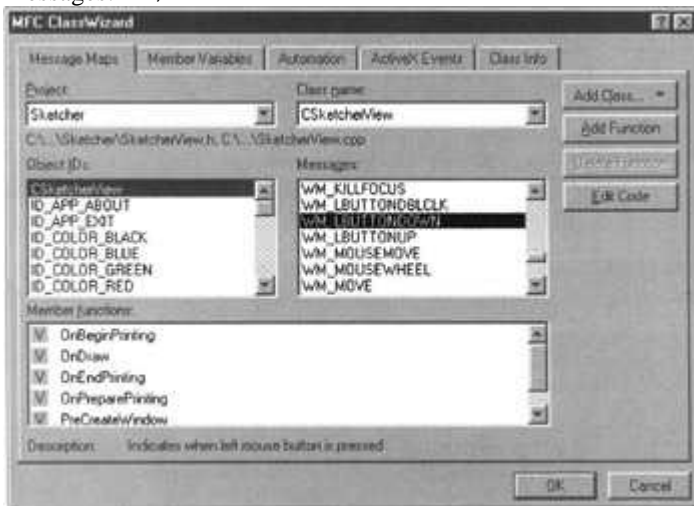 MFC ClassWizard
Message Maps Member Variables Automation ActiveX Events Class Info
Project: Class name:
Sketcher CSketcherView
Add Class...
Add Function
C:\...\Sketcher\SketcherView.h, C:\...\SketcherView.cpp
Object IDs: Messages:
Delete Function
Edit Code
CSketcherView WM_KILLFOCUS
ID_APP_ABOUT WM_LBUTTONDBLCLK
ID_APP_EXIT WM_LBUTTONDOWN
ID_COLOR_BLACK WM_LBUTTONUP
ID_COLOR_BLUE WM_MOUSEMOVE
ID_COLOR_GREEN WM_MOUSEWHEEL
ID_COLOR_RED WM_MOVE
Member functions:
V OnBeginPrinting
V OnDraw
V OnEndPrinting
V OnPreparePrinting
V PreCreateWindow
Description: Indicates when left mouse button is pressed
OK Cancel